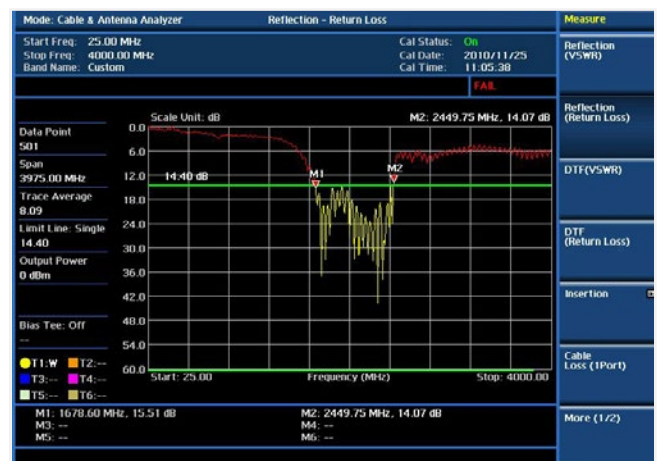 Mode: Cable & Antenna Analyzer Reflection - Return Loss Measure
Start Freq: 25.00 MHz
Stop Freq: 4000.00 MHz
Band Name: Custom
Cal Status: On
Cal Date: 2010/11/25
Cal Time: 11:05:38
FAIL
Data Point
501
Span
3975.00 MHz
Trace Average
8.09
Limit Line: Single
14.40
Output Power
0 dBm
Bias Tee: Off
--
T1:W T2:--
T3:-- T4:--
T5:-- T6:--
Scale Unit: dB M2: 2449.75 MHz, 14.07 dB
0.0
6.0
12.0
18.0
24.0
30.0
36.0
42.0
48.0
54.0
60.0
14.40 dB
M1
M2
Start: 25.00 Frequency (MHz) Stop: 4000.00
M1: 1678.60 MHz, 15.51 dB M2: 2449.75 MHz, 14.07 dB
M3: -- M4: --
M5: -- M6: --
Reflection
(VSWR)
Reflection
(Return Loss)
DTF(VSWR)
DTF
(Return Loss)
Insertion
Cable
Loss (1Port)
More (1/2)